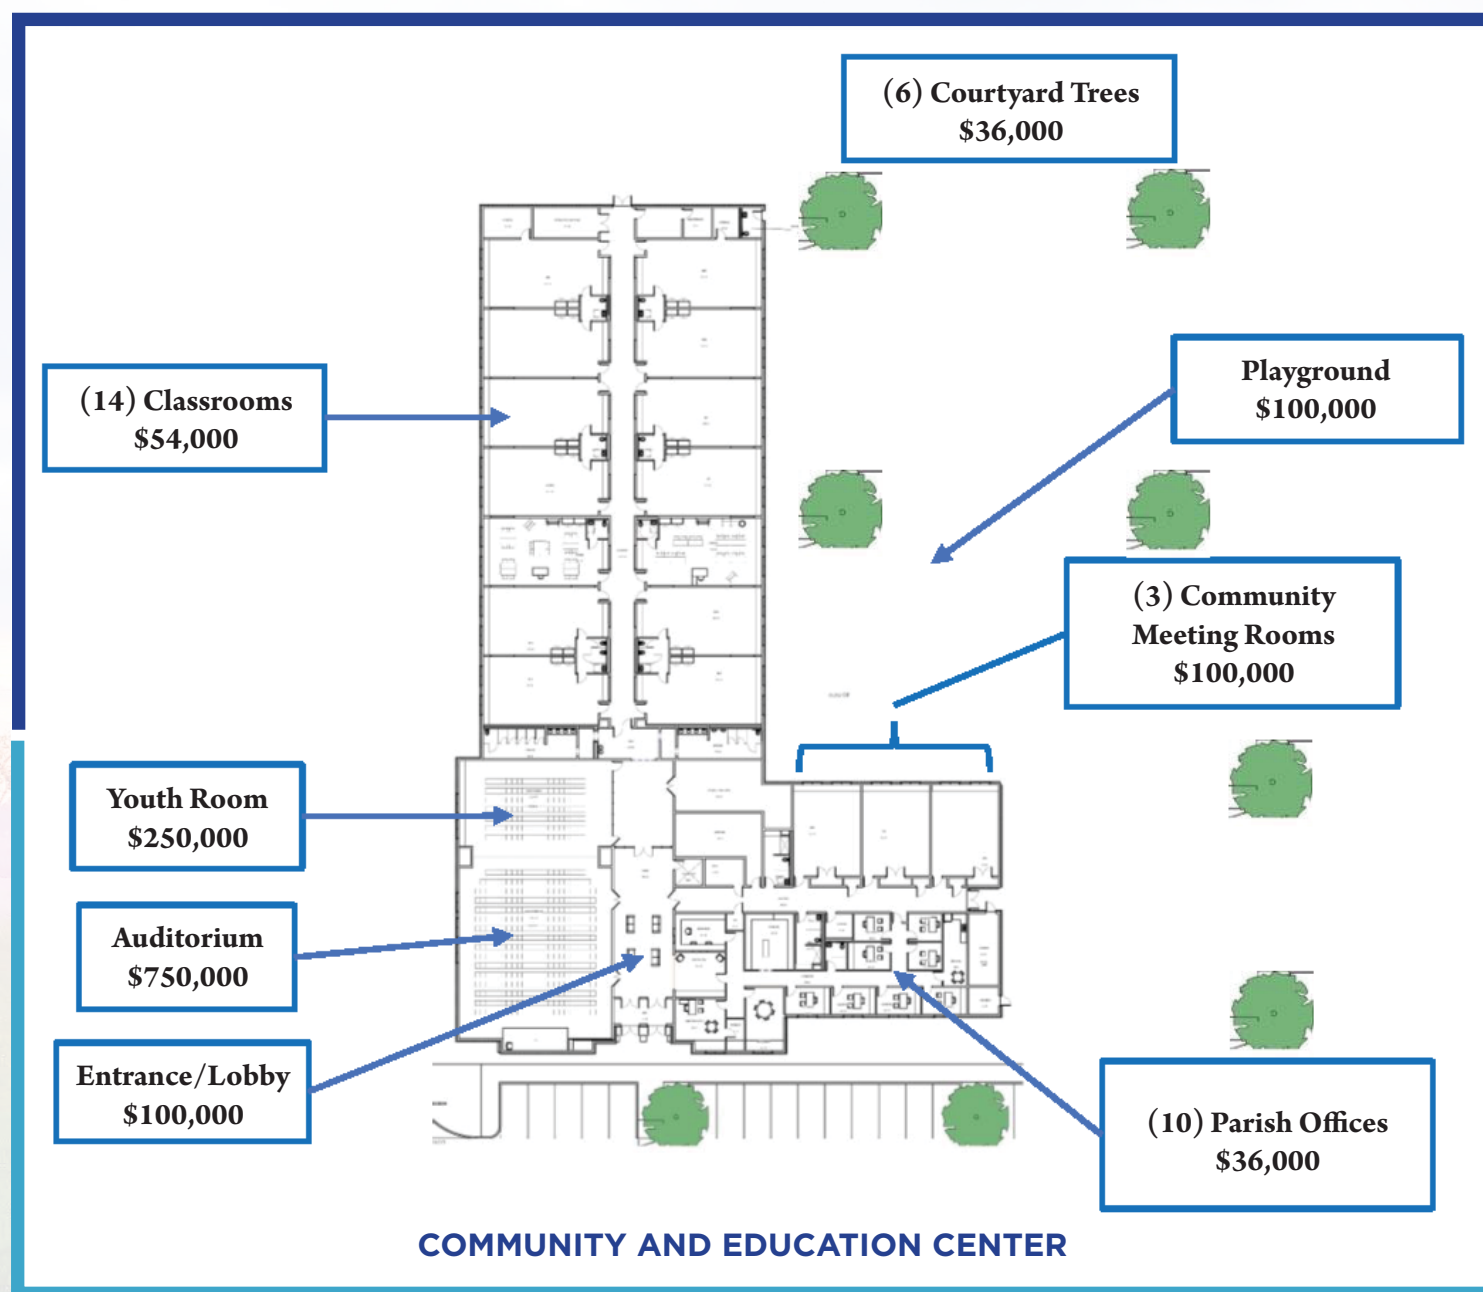 (6) Courtyard Trees
$36,000
Playground
$100,000
(14) Classrooms
$54,000
(3) Community
Meeting Rooms
$100,000
Youth Room
$250,000
Auditorium
$750,000
Entrance/Lobby
$100,000
(10) Parish Offices
$36,000
COMMUNITY AND EDUCATION CENTER